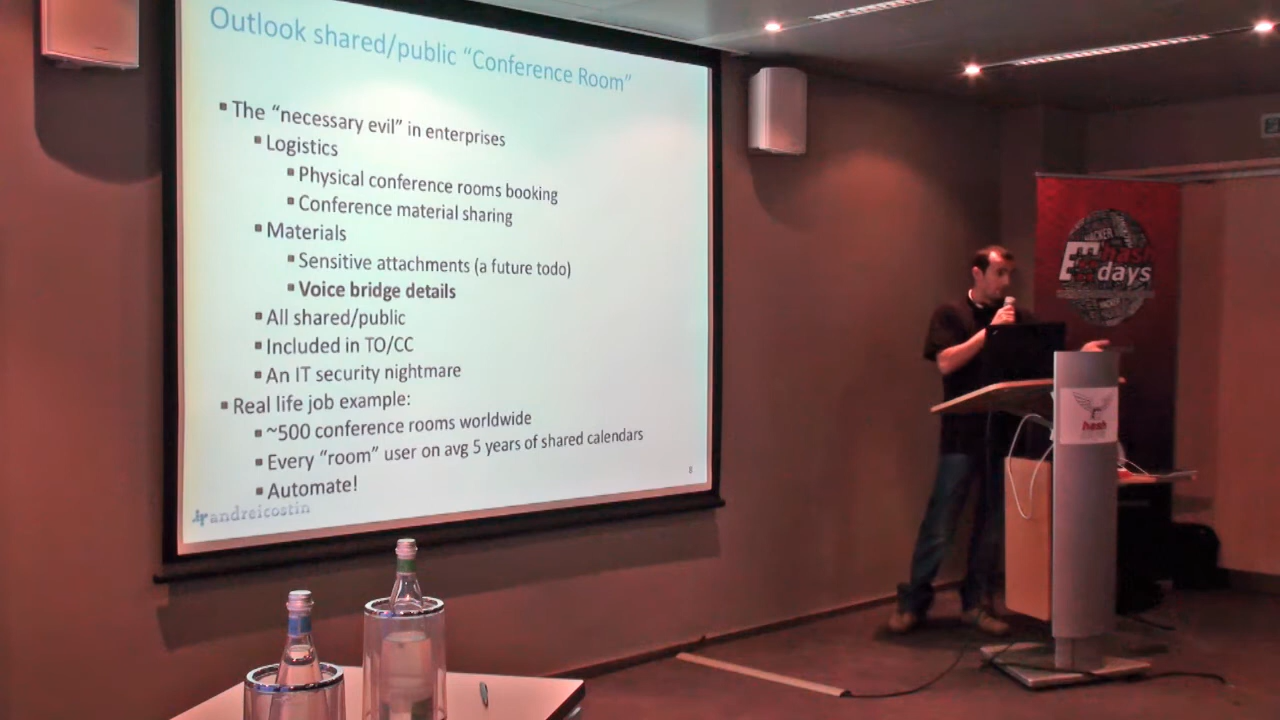 Outlook shared/public “Conference Room”
The “necessary evil” in enterprises
Logistics
Physical conference rooms booking
Conference material sharing
Materials
Sensitive attachments (a future todo)
Voice bridge details
All shared/public
Included in TO/CC
An IT security nightmare
Real life job example:
~500 conference rooms worldwide
Every “room” user on avg 5 years of shared calendars
Automate!
8
andreicostin
HACKER
hash
days
hash